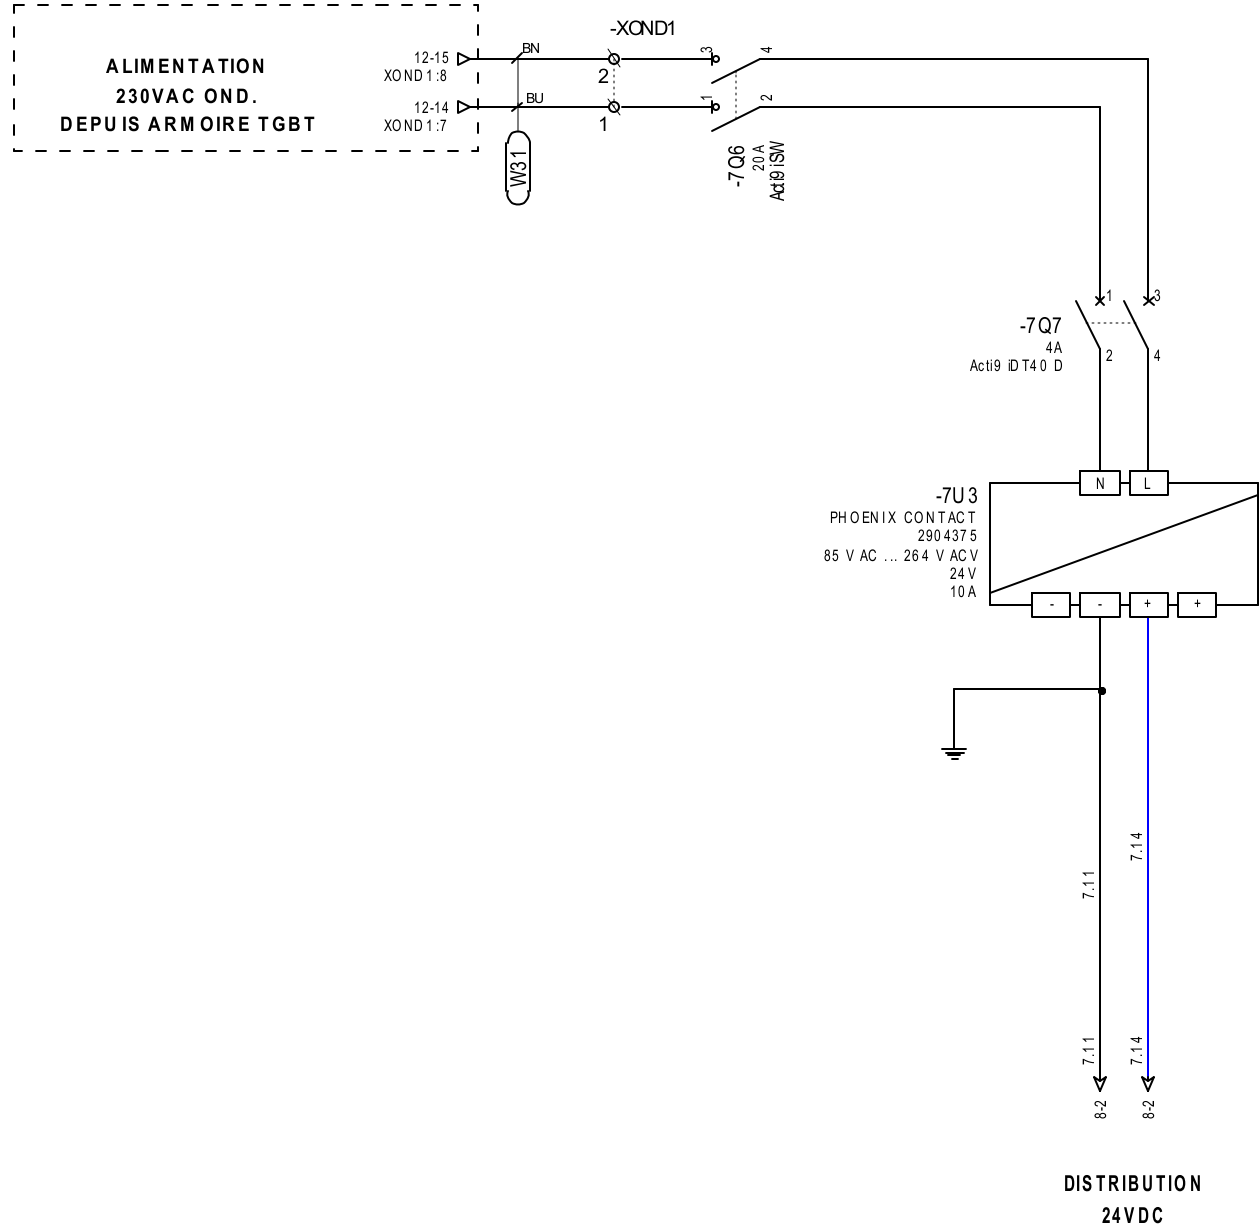 ALIMENTATION
230VAC OND.
DEPUIS ARMOIRE TGBT
12-15
XOND1:8
12-14
XOND1:7
BN
BU
W31
-XOND1
2
1
3
4
1
2
-7Q6
20A
Acti9 iSW
1
3
-7Q7
4A
Acti9 iDT40 D
2
4
N
L
-7U3
PHOENIX CONTACT
2904375
85 V AC ... 264 V ACV
24V
10A
-
-
+
+
7.11
7.14
7.11
7.14
8-2
8-2
DISTRIBUTION
24VDC